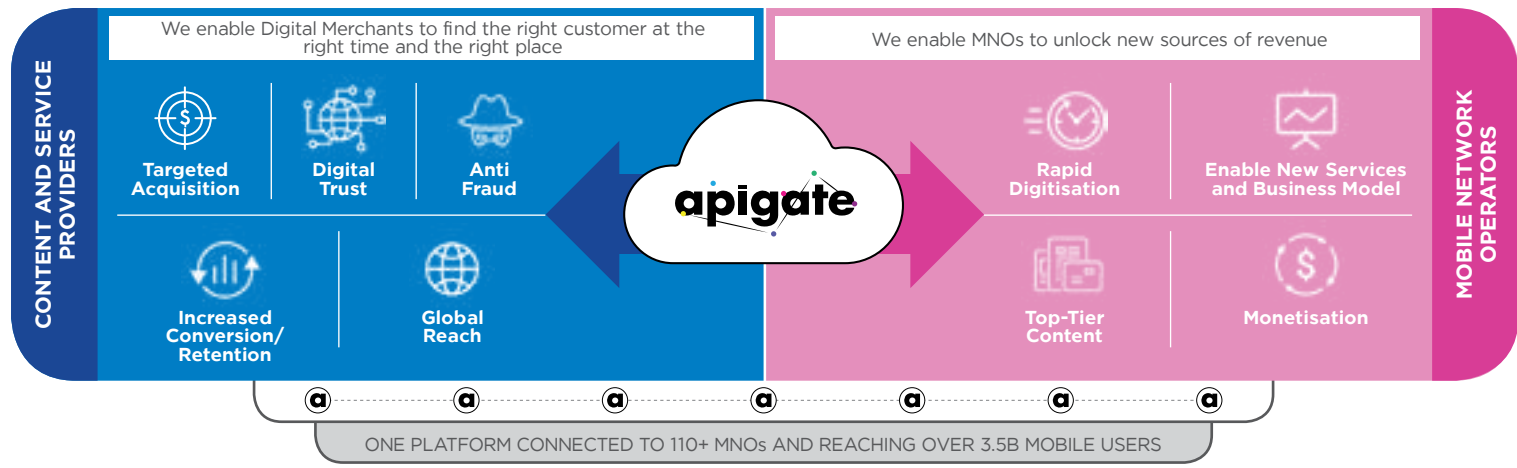 CONTENT AND SERVICE
PROVIDERS
We enable Digital Merchants to find the right customer at the
right time and the right place
Targeted
Acquisition
Digital
Trust
Anti
Fraud
Increased
Conversion/
Retention
Global
Reach
apigate
We enable MNOs to unlock new sources of revenue
Rapid
Digitisation
Enable New Services
and Business Model
Top-Tier
Content
Monetisation
MOBILE NETWORK
OPERATORS
a a a a a a a
ONE PLATFORM CONNECTED TO 110+ MNOs AND REACHING OVER 3.5B MOBILE USERS